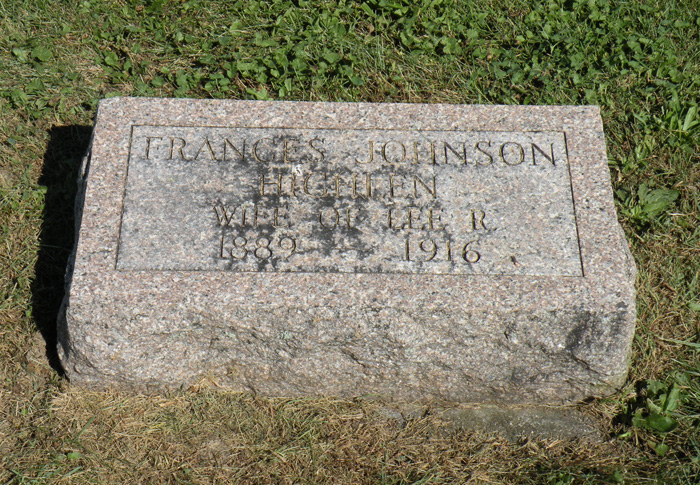 FRANCES JOHNSON
HIGHLEN
WIFE OF LEE R.
1889 1916